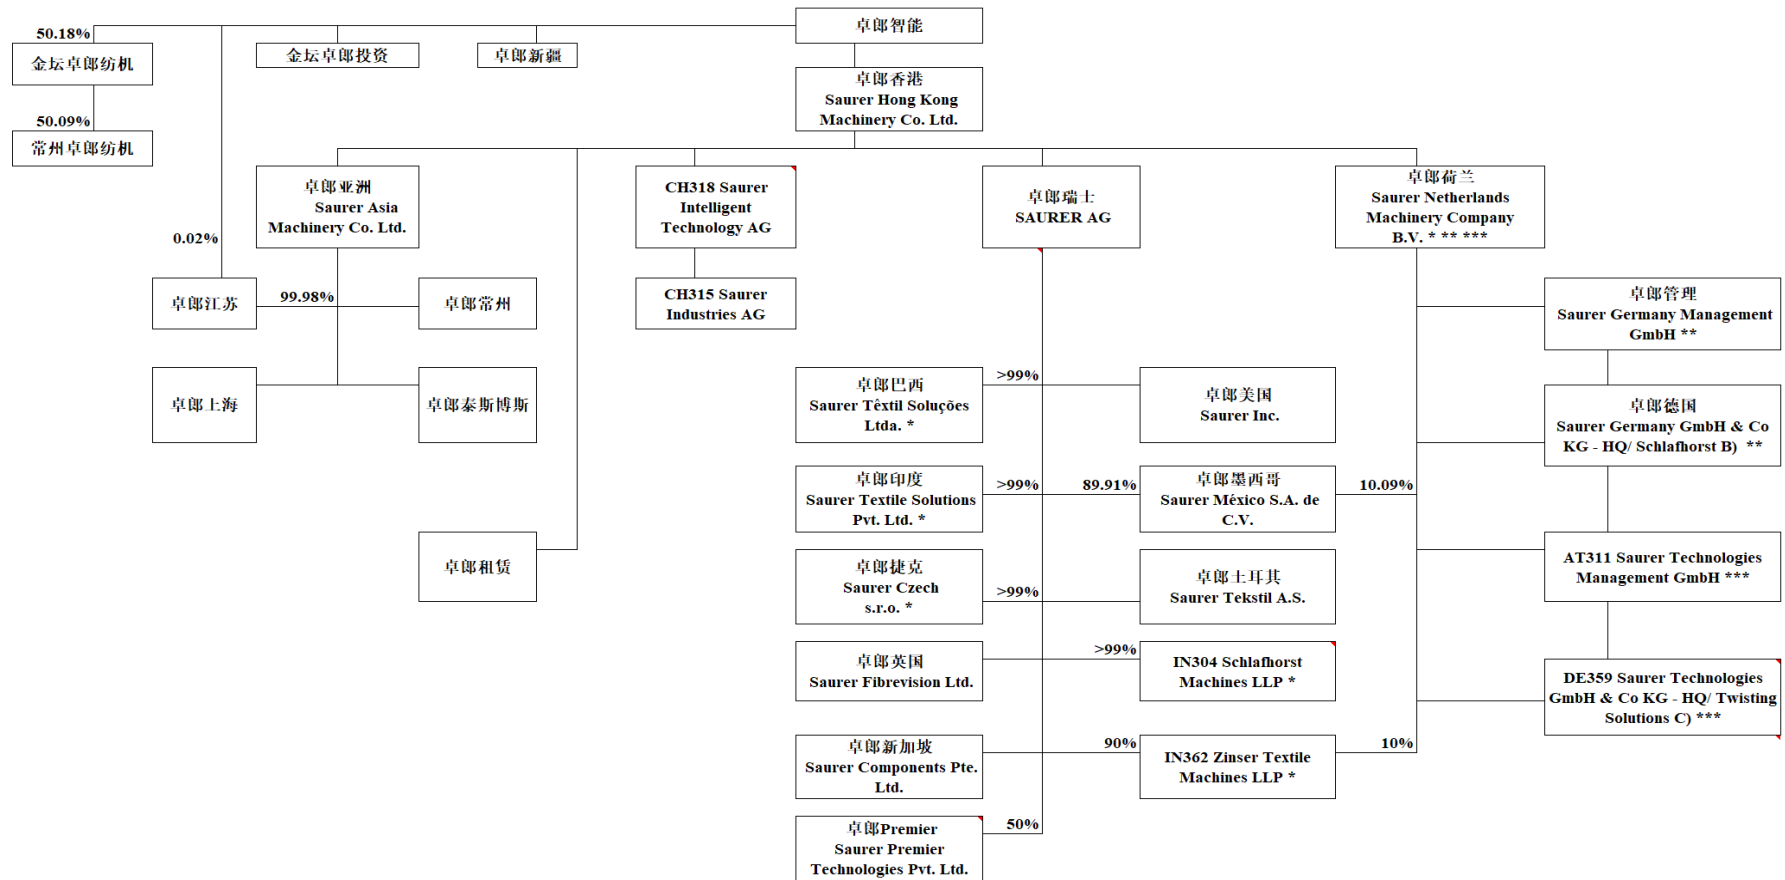 卓郎智能
50.18%
金坛卓郎纺机
金坛卓郎投资
卓郎新疆
卓郎香港
Saurer Hong Kong
Machinery Co. Ltd.
50.09%
常州卓郎纺机
卓郎亚洲
Saurer Asia
Machinery Co. Ltd.
CH318 Saurer
Intelligent
Technology AG
卓郎瑞士
SAURER AG
卓郎荷兰
Saurer Netherlands
Machinery Company
B.V. * ** ***
0.02%
卓郎江苏
99.98%
卓郎常州
CH315 Saurer
Industries AG
卓郎管理
Saurer Germany Management
GmbH **
卓郎上海
卓郎泰斯博斯
卓郎巴西
Saurer Têxtil Soluções
Ltda. *
>99%
卓郎美国
Saurer Inc.
卓郎德国
Saurer Germany GmbH & Co
KG - HQ/ Schlafhorst B) **
卓郎印度
Saurer Textile Solutions
Pvt. Ltd. *
>99%
89.91%
卓郎墨西哥
Saurer México S.A. de
C.V.
10.09%
卓郎租赁
卓郎捷克
Saurer Czech
s.r.o. *
>99%
卓郎土耳其
Saurer Tekstil A.S.
AT311 Saurer Technologies
Management GmbH ***
卓郎英国
Saurer Fibrevision Ltd.
>99%
IN304 Schlafhorst
Machines LLP *
DE359 Saurer Technologies
GmbH & Co KG - HQ/ Twisting
Solutions C) ***
卓郎新加坡
Saurer Components Pte.
Ltd.
90%
IN362 Zinser Textile
Machines LLP *
10%
卓郎Premier
Saurer Premier
Technologies Pvt. Ltd.
50%